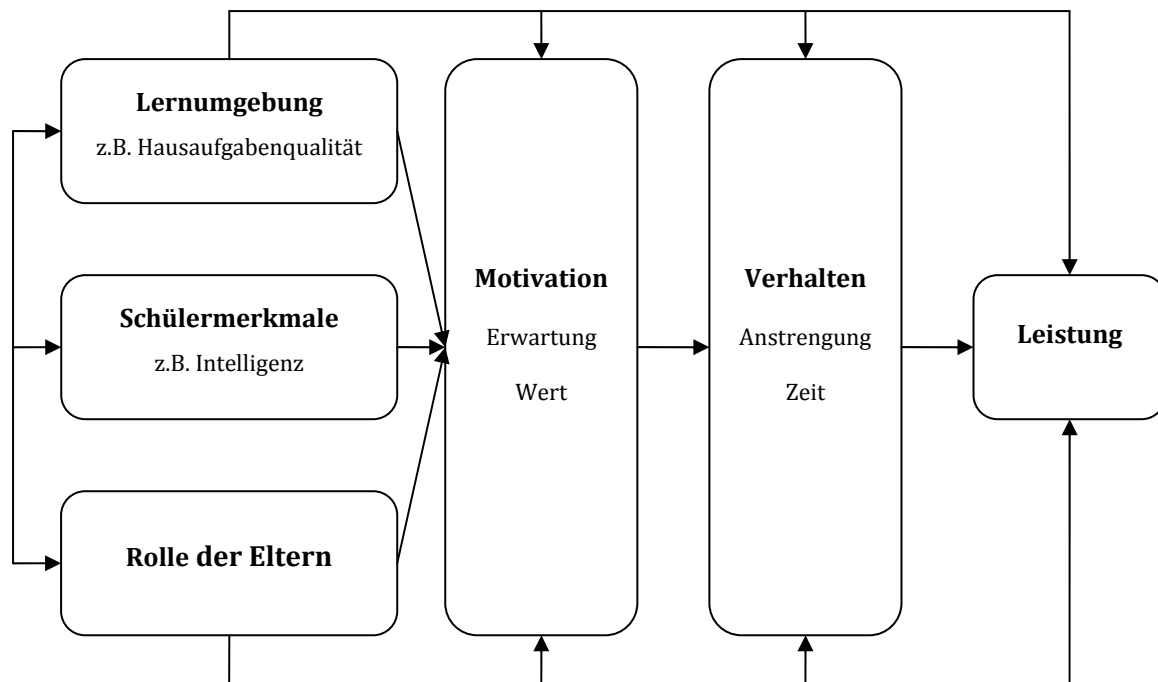 Lernumgebung
z.B. Hausaufgabenqualität
Schülermerkmale
z.B. Intelligenz
Rolle der Eltern
Motivation
Erwartung
Wert
Verhalten
Anstrengung
Zeit
Leistung